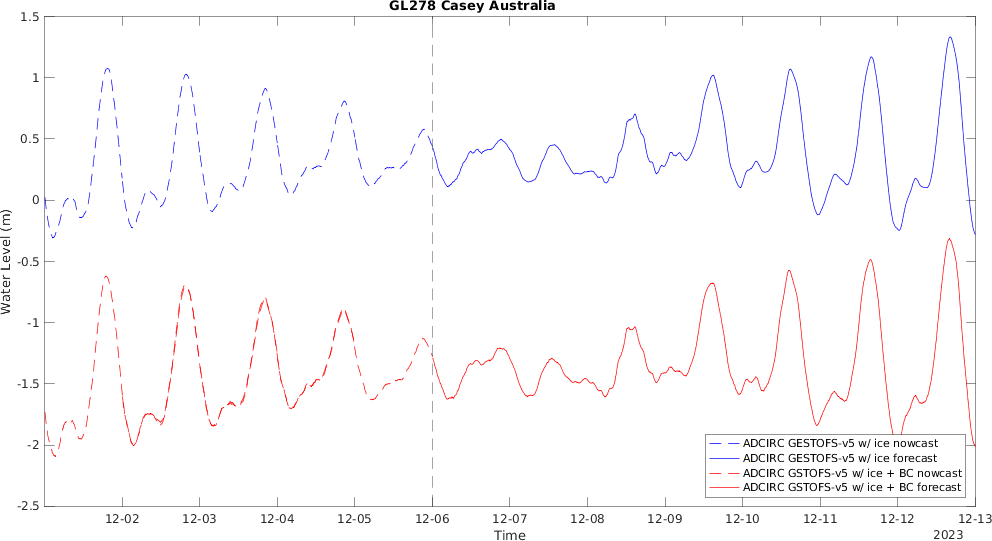 GL278 Casey Australia
1.5
1
0.5
0
-0.5
-1
-1.5
-2
-2.5
Water Level (m)
ADCIRC GESTOFS-v5 w/ ice nowcast
ADCIRC GESTOFS-v5 w/ ice forecast
ADCIRC GSTOFS-v5 w/ ice + BC nowcast
ADCIRC GSTOFS-v5 w/ ice + BC forecast
12-02 12-03 12-04 12-05 12-06 12-07 12-08 12-09 12-10 12-11 12-12 12-13
Time
2023